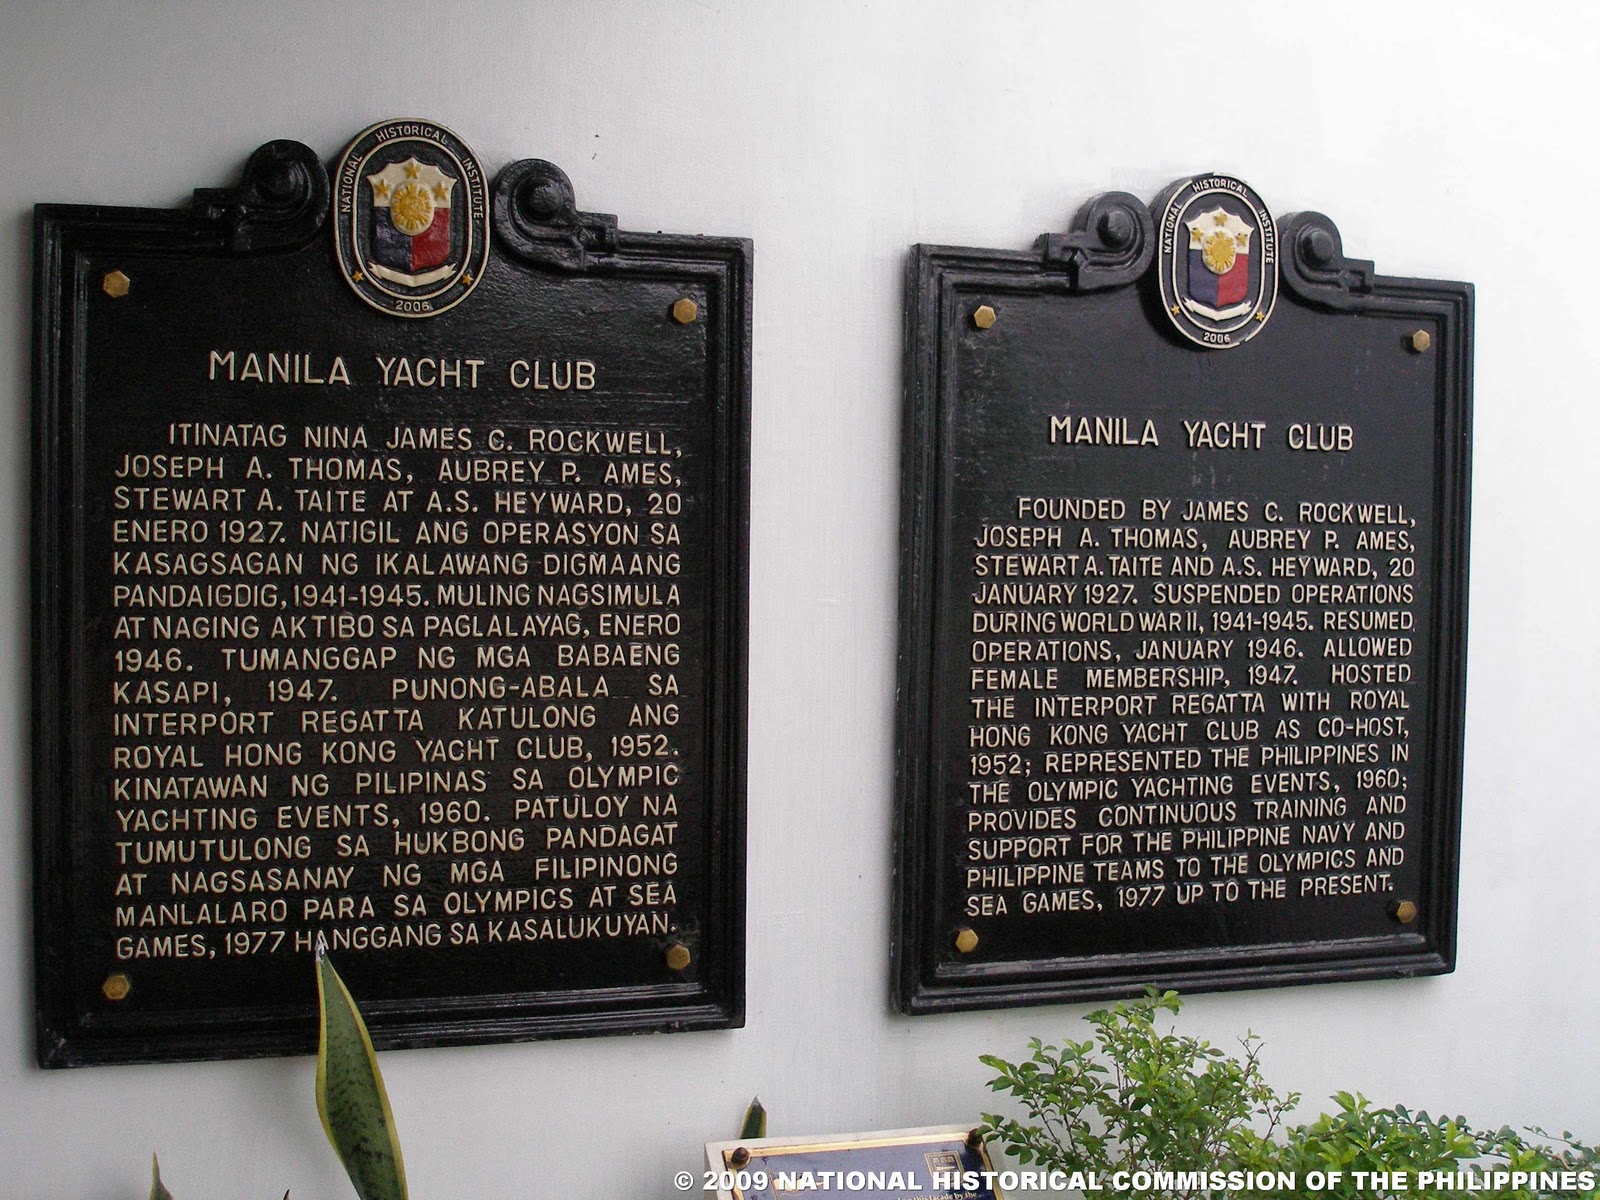 NATIONAL HISTORICAL INSTITUTE
2006
MANILA YACHT CLUB
ITINATAG NINA JAMES C. ROCKWELL,
JOSEPH A. THOMAS, AUBREY P. AMES,
STEWART A. TAITE AT A.S. HEYWARD, 20
ENERO 1927. NATIGIL ANG OPERASYON SA
KASAGSAGAN NG IKALAWANG DIGMAANG
PANDAIGDIG, 1941-1945. MULING NAGSIMULA
AT NAGING AKTIBO SA PAGLALAYAG, ENERO
1946. TUMANGGAP NG MGA BABAENG
KASAPI, 1947. PUNONG-ABALA SA
INTERPORT REGATTA KATULONG ANG
ROYAL HONG KONG YACHT CLUB, 1952.
KINATAWAN NG PILIPINAS SA OLYMPIC
YACHTING EVENTS, 1960. PATULOY NA
TUMUTULONG SA HUKBONG PANDAGAT
AT NAGSASANAY NG MGA FILIPINONG
MANLALARO PARA SA OLYMPICS AT SEA
GAMES, 1977 HANGGANG SA KASALUKUYAN.
NATIONAL HISTORICAL INSTITUTE
2006
MANILA YACHT CLUB
FOUNDED BY JAMES C. ROCKWELL,
JOSEPH A. THOMAS, AUBREY P. AMES,
STEWART A. TAITE AND A.S. HEYWARD, 20
JANUARY 1927. SUSPENDED OPERATIONS
DURING WORLD WAR II, 1941-1945. RESUMED
OPERATIONS, JANUARY 1946. ALLOWED
FEMALE MEMBERSHIP, 1947. HOSTED
THE INTERPORT REGATTA WITH ROYAL
HONG KONG YACHT CLUB AS CO-HOST,
1952; REPRESENTED THE PHILIPPINES IN
THE OLYMPIC YACHTING EVENTS, 1960;
PROVIDES CONTINUOUS TRAINING AND
SUPPORT FOR THE PHILIPPINE NAVY AND
PHILIPPINE TEAMS TO THE OLYMPICS AND
SEA GAMES, 1977 UP TO THE PRESENT.
this facade by the
© 2009 NATIONAL HISTORICAL COMMISSION OF THE PHILIPPINES